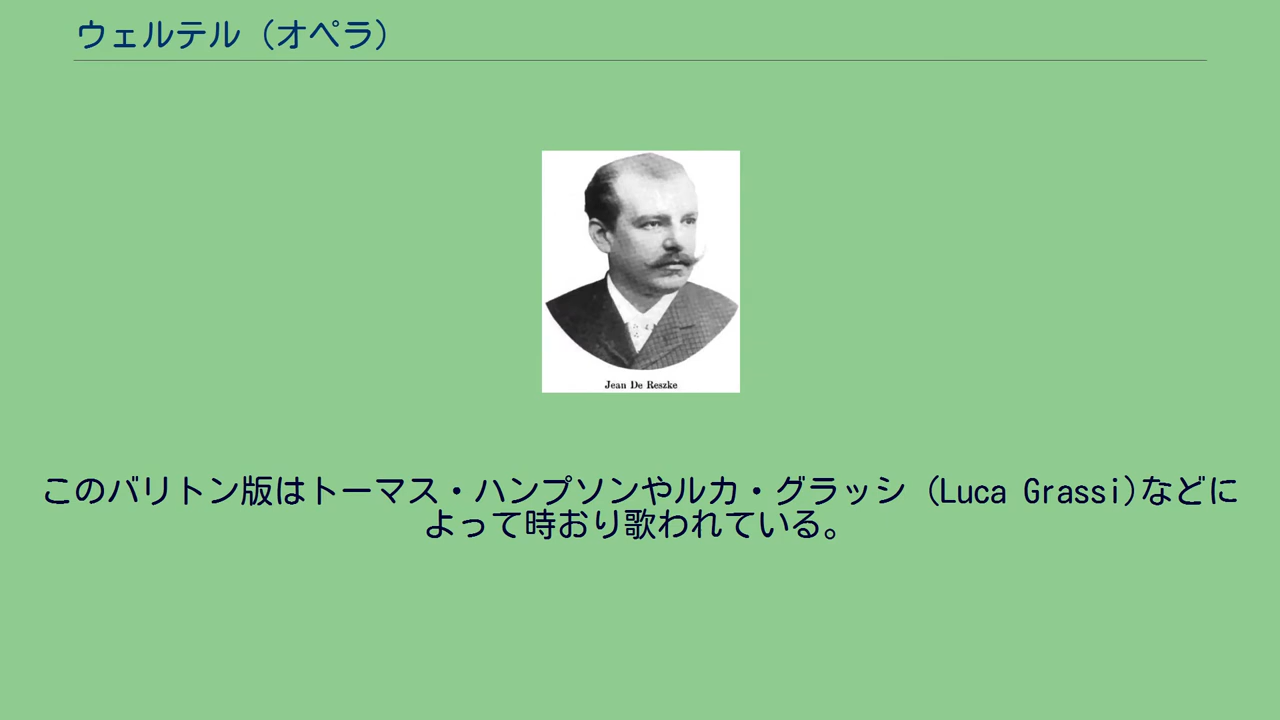 ウェルテル (オペラ)
Jean De Reszke
このバリトン版はトーマス・ハンプソンやルカ・グラッシ (Luca Grassi)などに
よって時おり歌われている。